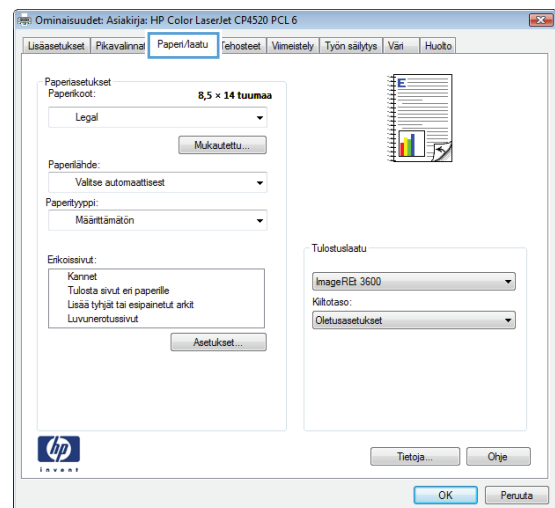 Ominaisuudet: Asiakirja: HP Color LaserJet CP4520 PCL 6
Lisäasetukset Pikavalinnat Paperi/laatu Tehosteet Viimeistely Työn säilytys Väri Huolto
Paperiasetukset
Paperikoot: 8,5 × 14 tuumaa
Legal
Mukautettu...
Paperilähde:
Valitse automaattisest
Paperityyppi:
Määrittämätön
Erikoissivut:
Kannet
Tulosta sivut eri paperille
Lisää tyhjät tai esipainetut arkit
Luvunerotussivut
Asetukset...
E
Tulostuslaatu
ImageREt 3600
Kiiltotaso:
Oletusasetukset
hp
invent
Tietoja... Ohje
OK Peruuta